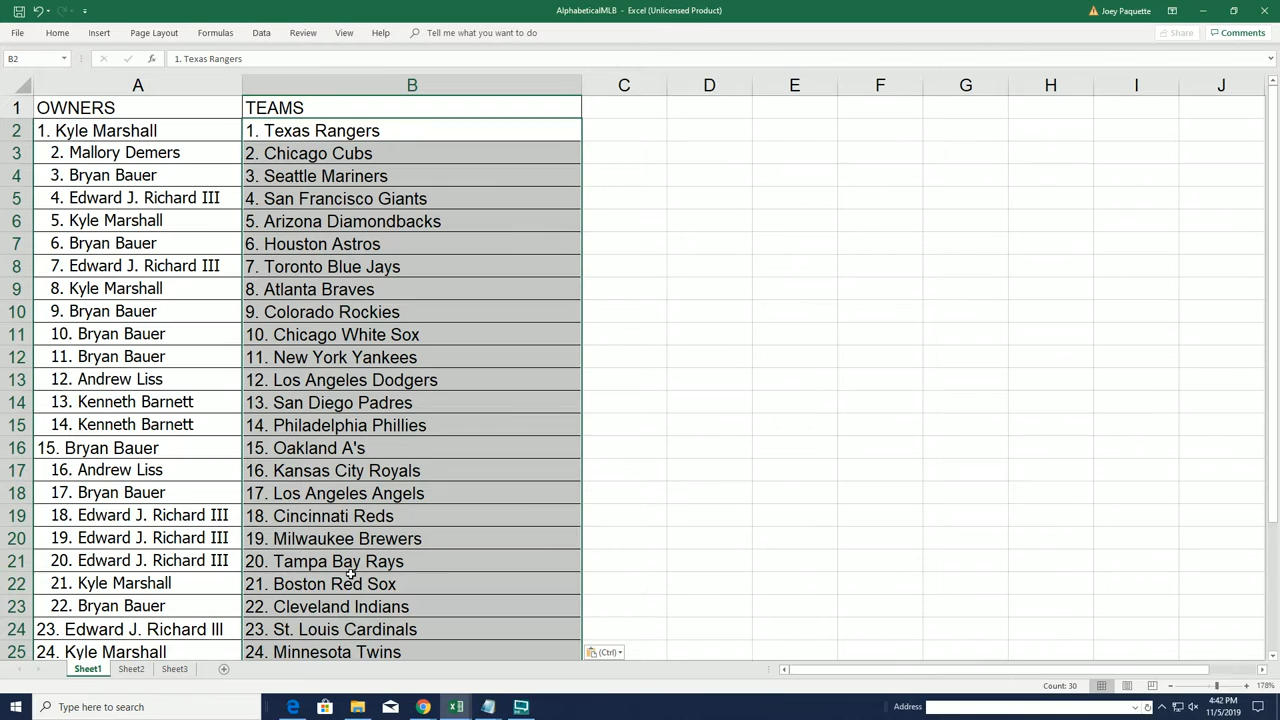 AlphabeticalMLB - Excel (Unlicensed Product)
Joey Paquette
File Home Insert Page Layout Formulas Data Review View Help Tell me what you want to do
Share Comments
B2 fx 1. Texas Rangers
A B C D E F G H I J
1 OWNERS TEAMS
2 1. Kyle Marshall 1. Texas Rangers
3 2. Mallory Demers 2. Chicago Cubs
4 3. Bryan Bauer 3. Seattle Mariners
5 4. Edward J. Richard III 4. San Francisco Giants
6 5. Kyle Marshall 5. Arizona Diamondbacks
7 6. Bryan Bauer 6. Houston Astros
8 7. Edward J. Richard III 7. Toronto Blue Jays
9 8. Kyle Marshall 8. Atlanta Braves
10 9. Bryan Bauer 9. Colorado Rockies
11 10. Bryan Bauer 10. Chicago White Sox
12 11. Bryan Bauer 11. New York Yankees
13 12. Andrew Liss 12. Los Angeles Dodgers
14 13. Kenneth Barnett 13. San Diego Padres
15 14. Kenneth Barnett 14. Philadelphia Phillies
16 15. Bryan Bauer 15. Oakland A's
17 16. Andrew Liss 16. Kansas City Royals
18 17. Bryan Bauer 17. Los Angeles Angels
19 18. Edward J. Richard III 18. Cincinnati Reds
20 19. Edward J. Richard III 19. Milwaukee Brewers
21 20. Edward J. Richard III 20. Tampa Bay Rays
22 21. Kyle Marshall 21. Boston Red Sox
23 22. Bryan Bauer 22. Cleveland Indians
24 23. Edward J. Richard III 23. St. Louis Cardinals
25 24. Kyle Marshall 24. Minnesota Twins
(Ctrl)
Sheet1 Sheet2 Sheet3
Count: 30 178%
Type here to search
Address
4:42 PM
11/5/2019